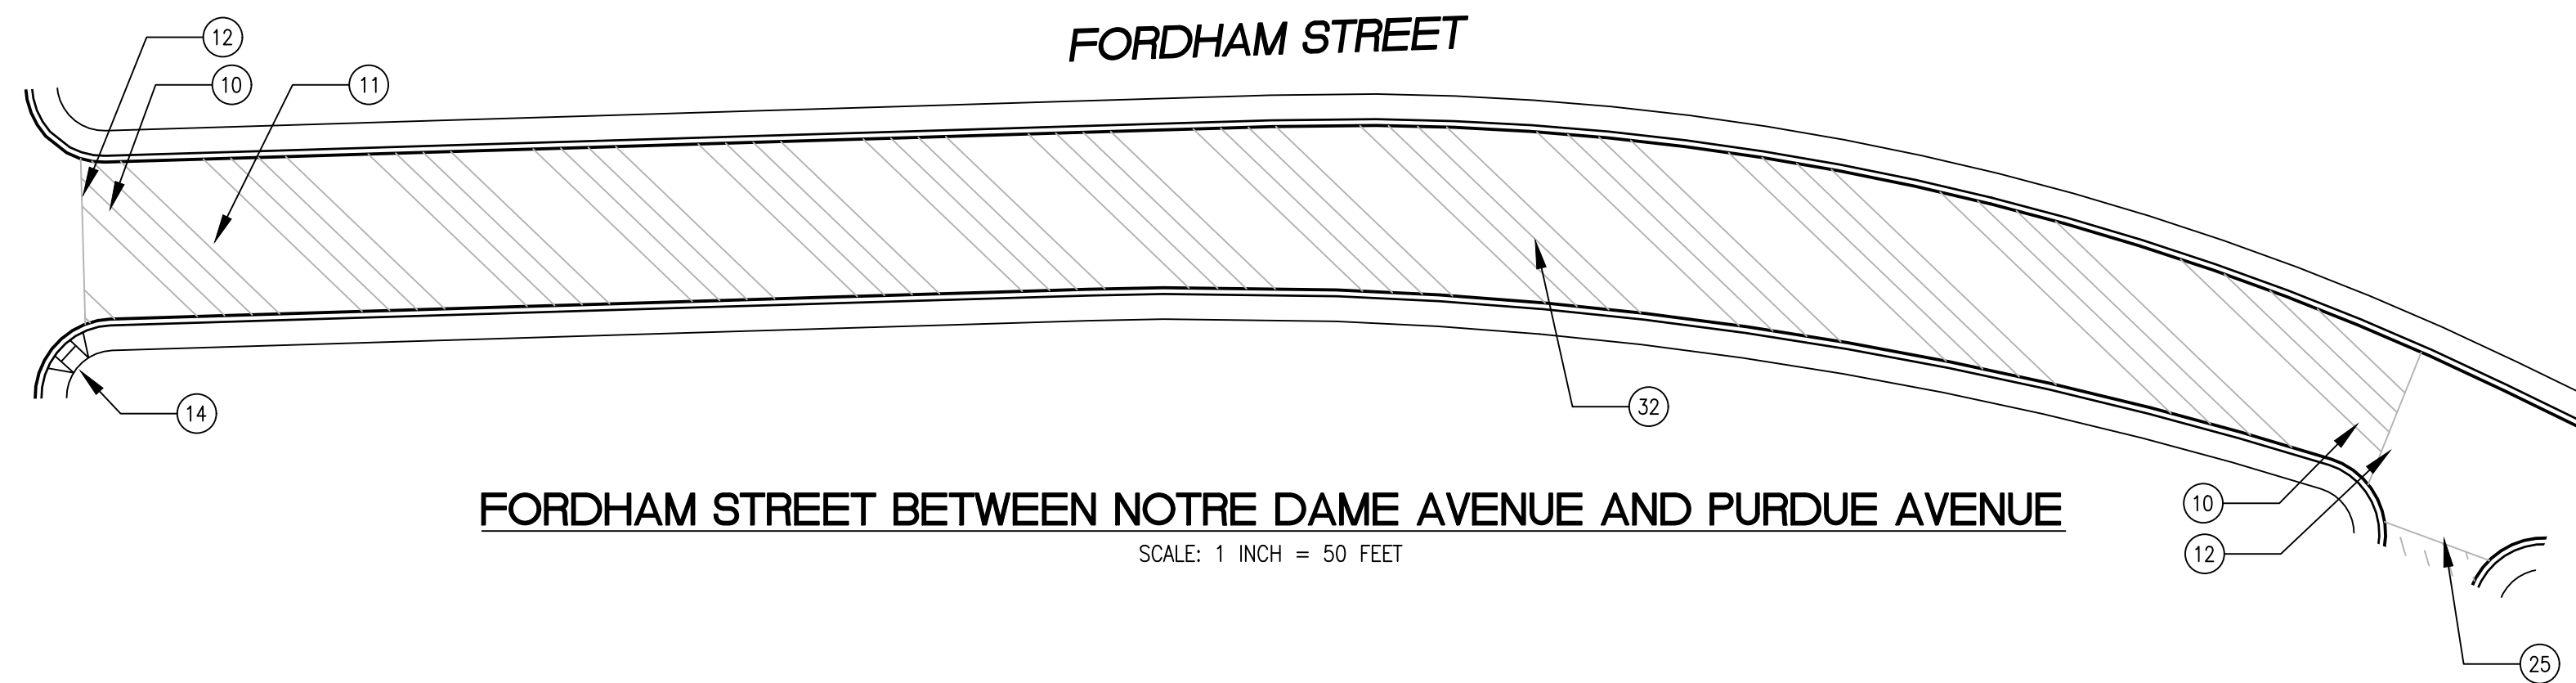 FORDHAM STREET
12
10
11
32
14
FORDHAM STREET BETWEEN NOTRE DAME AVENUE AND PURDUE AVENUE
SCALE: 1 INCH = 50 FEET
10
12
25